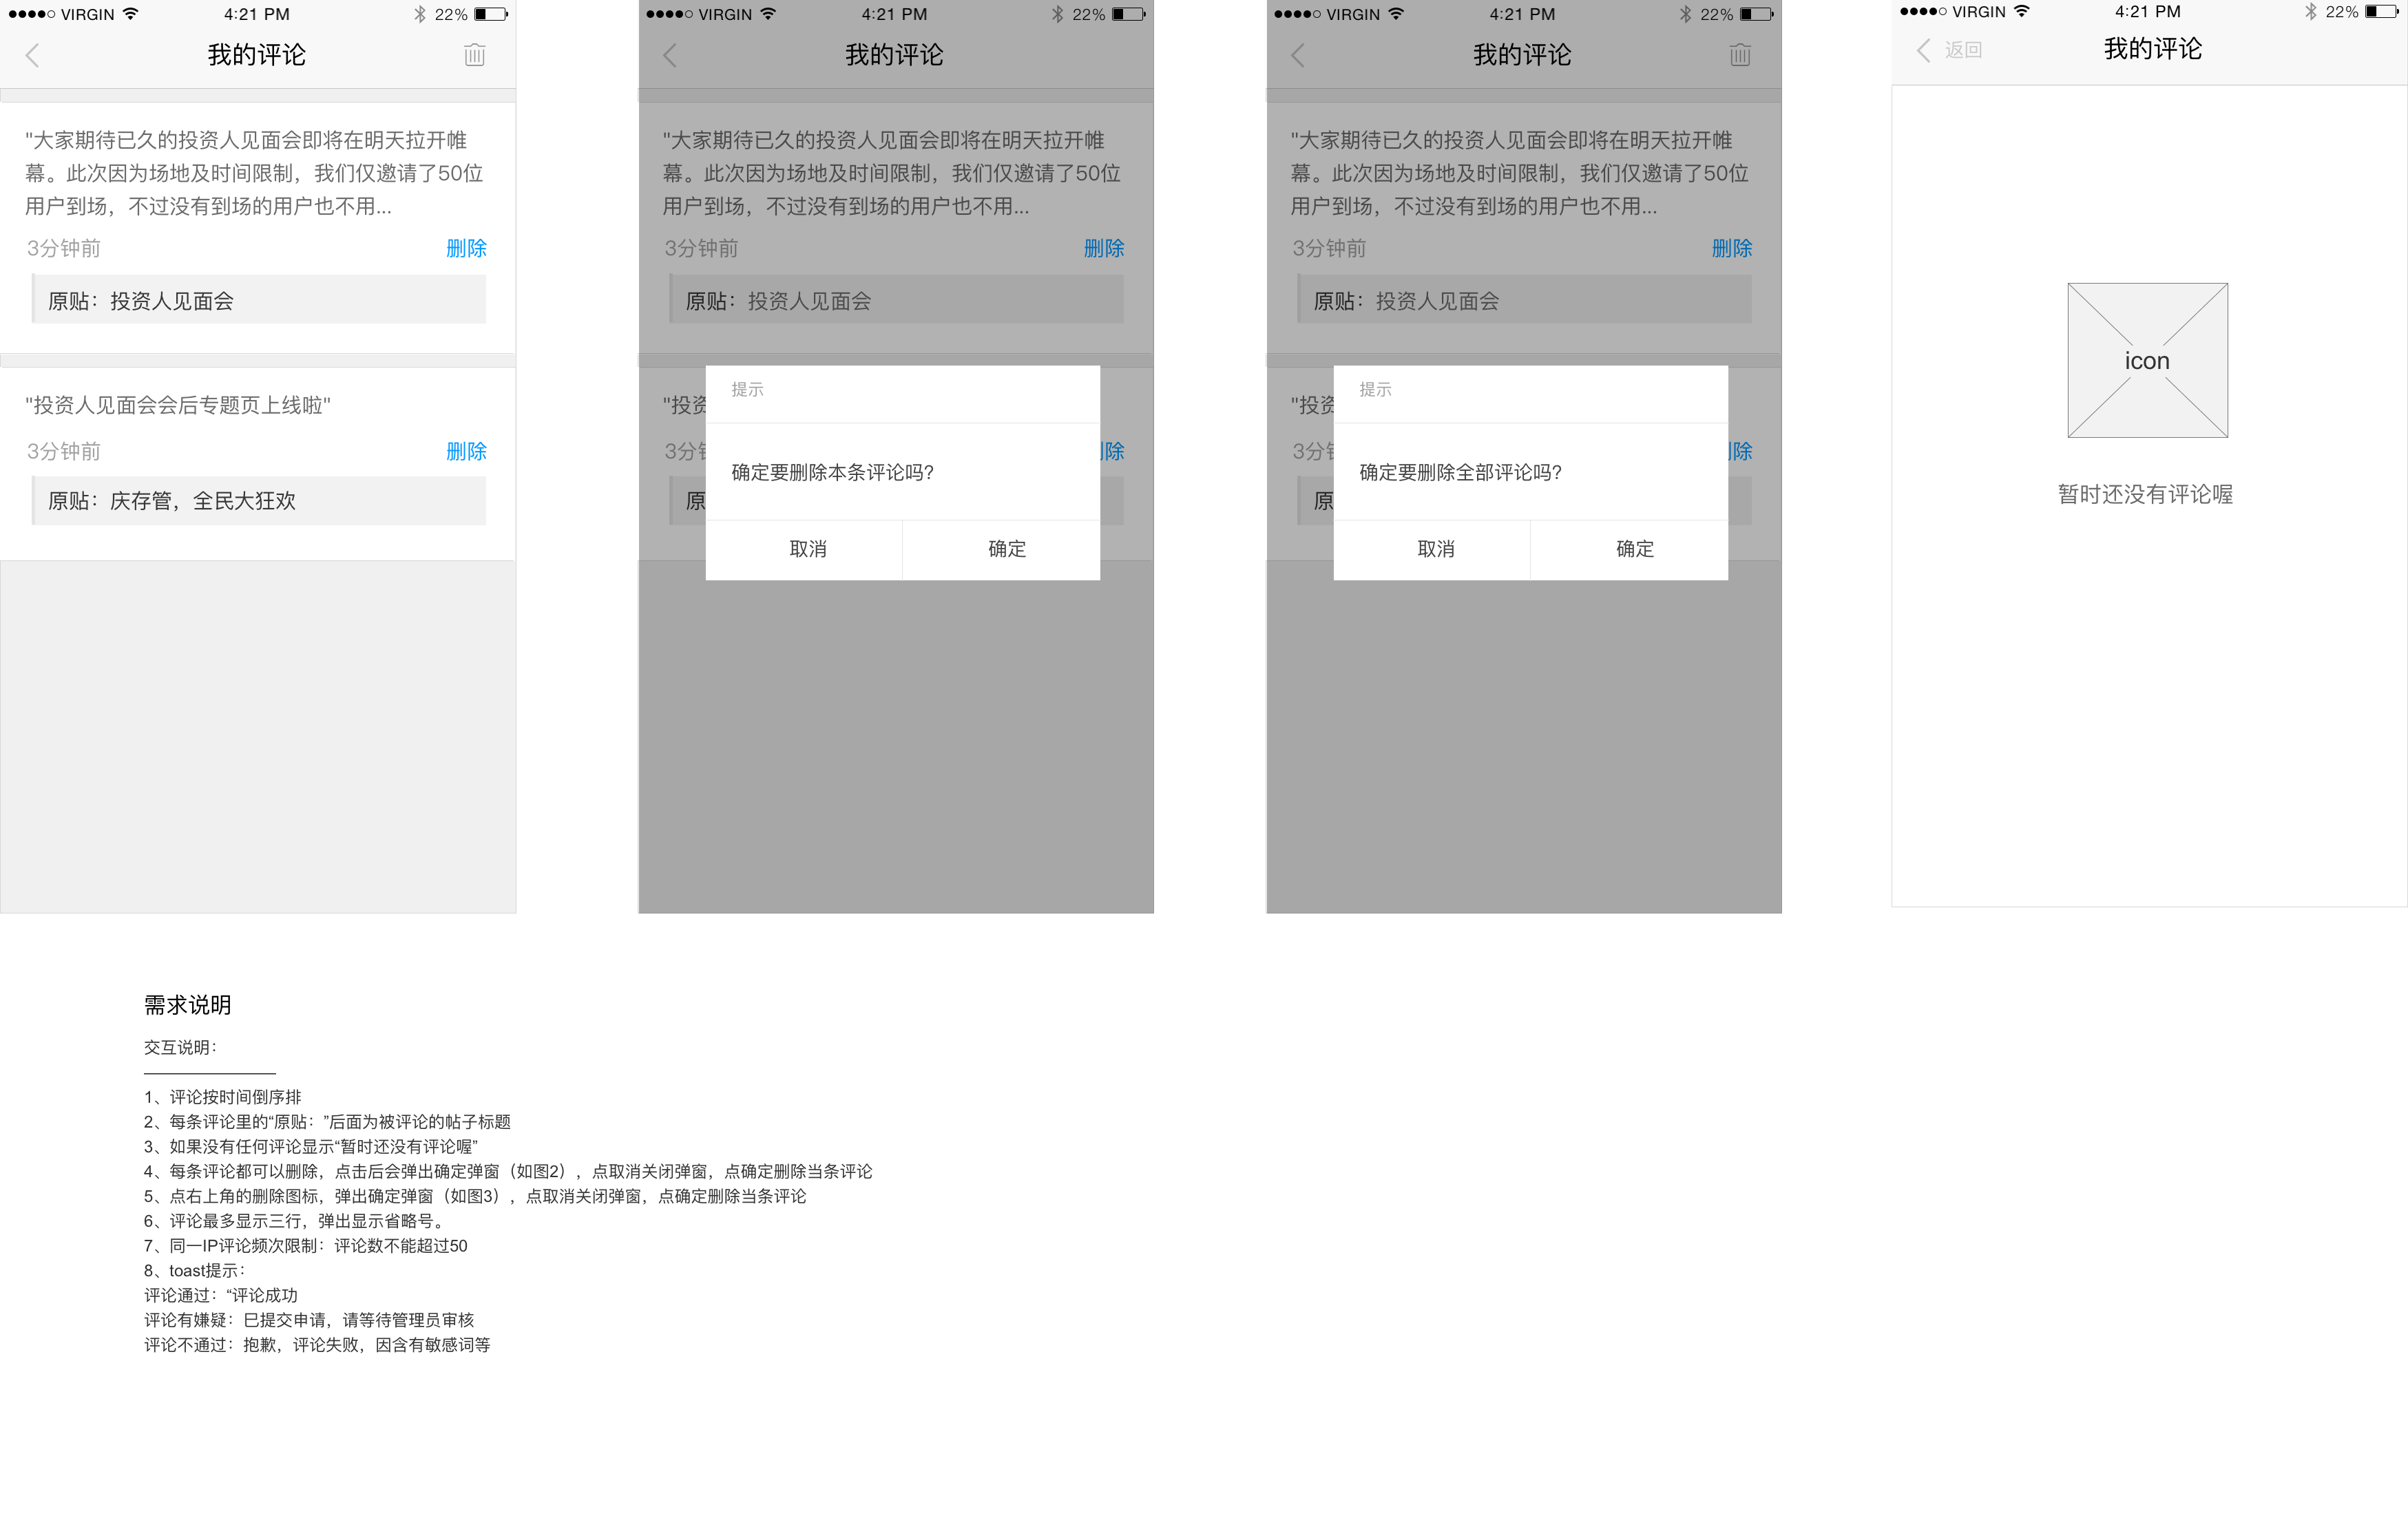 VIRGIN 4:21 PM 22%
我的评论
"大家期待已久的投资人见面会即将在明天拉开帷
幕。此次因为场地及时间限制，我们仅邀请了50位
用户到场，不过没有到场的用户也不用...
3分钟前 删除
原贴：投资人见面会
"投资人见面会会后专题页上线啦"
3分钟前 删除
原贴：庆存管，全民大狂欢
VIRGIN 4:21 PM 22%
我的评论
"大家期待已久的投资人见面会即将在明天拉开帷
幕。此次因为场地及时间限制，我们仅邀请了50位
用户到场，不过没有到场的用户也不用...
3分钟前 删除
原贴：投资人见面会
"投资
提示
3分钟 删除
确定要删除本条评论吗?
原
取消 确定
VIRGIN 4:21 PM 22%
我的评论
"大家期待已久的投资人见面会即将在明天拉开帷
幕。此次因为场地及时间限制，我们仅邀请了50位
用户到场，不过没有到场的用户也不用...
3分钟前 删除
原贴：投资人见面会
"投资
提示
3分钟 删除
确定要删除全部评论吗?
原
取消 确定
VIRGIN 4:21 PM 22%
返回 我的评论
icon
暂时还没有评论喔
需求说明
交互说明：
1、评论按时间倒序排
2、每条评论里的“原贴：”后面为被评论的帖子标题
3、如果没有任何评论显示“暂时还没有评论喔”
4、每条评论都可以删除，点击后会弹出确定弹窗（如图2），点取消关闭弹窗，点确定删除当条评论
5、点右上角的删除图标，弹出确定弹窗（如图3），点取消关闭弹窗，点确定删除当条评论
6、评论最多显示三行，弹出显示省略号。
7、同一IP评论频次限制：评论数不能超过50
8、toast提示：
评论通过：“评论成功
评论有嫌疑：巳提交申请，请等待管理员审核
评论不通过：抱歉，评论失败，因含有敏感词等